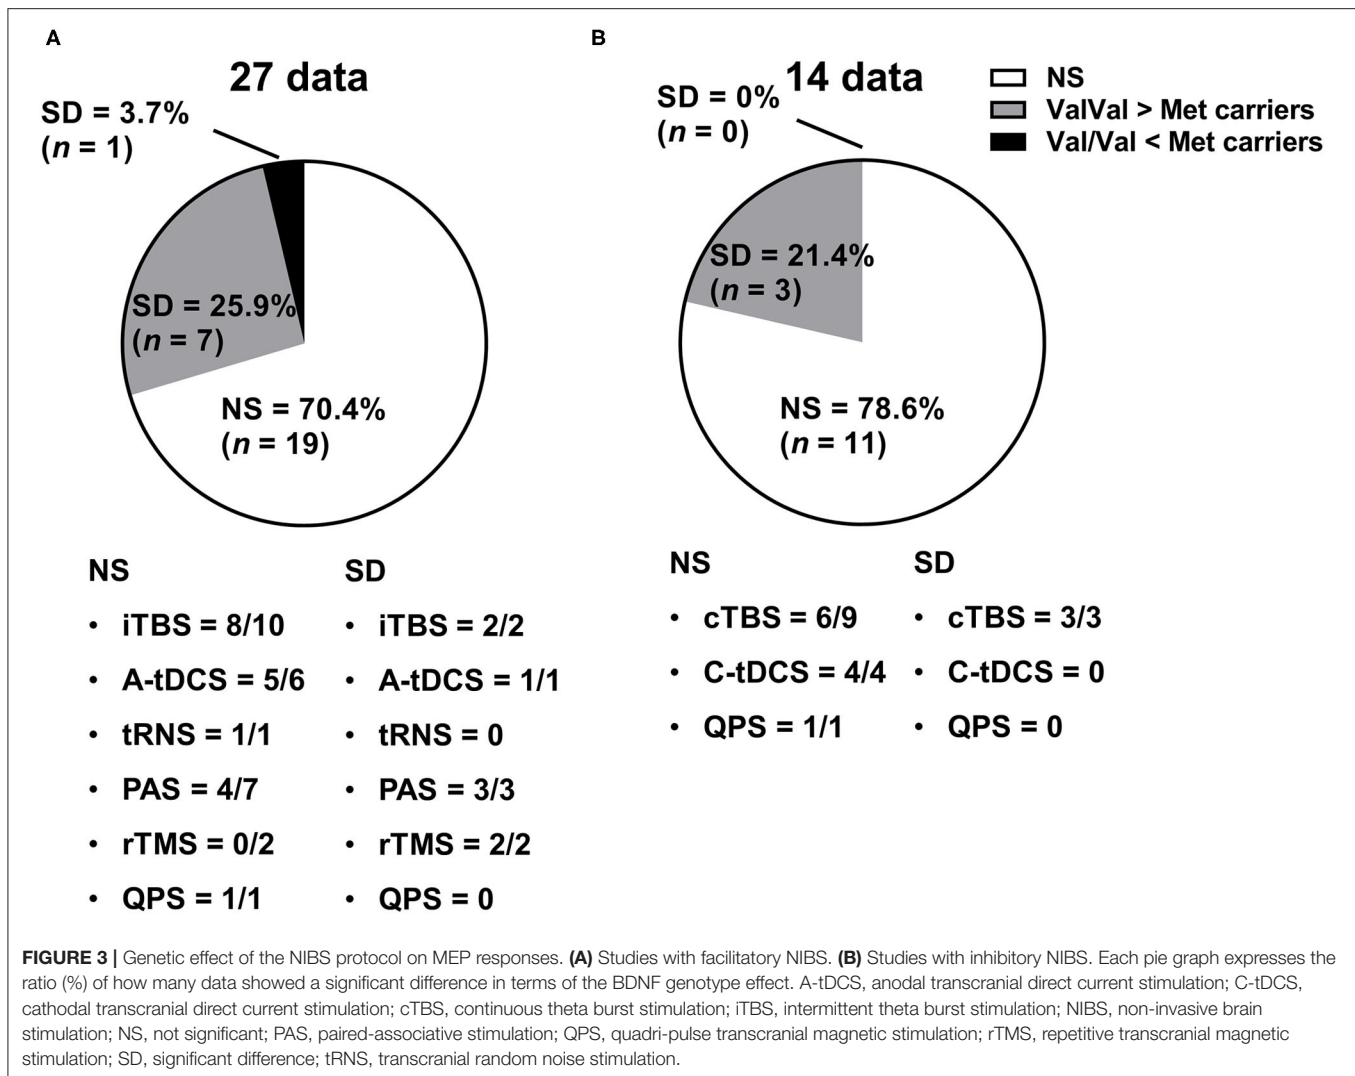 A
27 data
SD = 3.7%
(n = 1)
SD = 25.9%
(n = 7)
NS = 70.4%
(n = 19)
NS
• iTBS = 8/10
• A-tDCS = 5/6
• tRNS = 1/1
• PAS = 4/7
• rTMS = 0/2
• QPS = 1/1
SD
• iTBS = 2/2
• A-tDCS = 1/1
• tRNS = 0
• PAS = 3/3
• rTMS = 2/2
• QPS = 0
B
14 data
SD = 0%
(n = 0)
SD = 21.4%
(n = 3)
NS = 78.6%
(n = 11)
NS
• cTBS = 6/9
• C-tDCS = 4/4
• QPS = 1/1
SD
• cTBS = 3/3
• C-tDCS = 0
• QPS = 0
NS
ValVal > Met carriers
Val/Val < Met carriers
FIGURE 3 | Genetic effect of the NIBS protocol on MEP responses. (A) Studies with facilitatory NIBS. (B) Studies with inhibitory NIBS. Each pie graph expresses the
ratio (%) of how many data showed a significant difference in terms of the BDNF genotype effect. A-tDCS, anodal transcranial direct current stimulation; C-tDCS,
cathodal transcranial direct current stimulation; cTBS, continuous theta burst stimulation; iTBS, intermittent theta burst stimulation; NIBS, non-invasive brain
stimulation; NS, not significant; PAS, paired-associative stimulation; QPS, quadri-pulse transcranial magnetic stimulation; rTMS, repetitive transcranial magnetic
stimulation; SD, significant difference; tRNS, transcranial random noise stimulation.